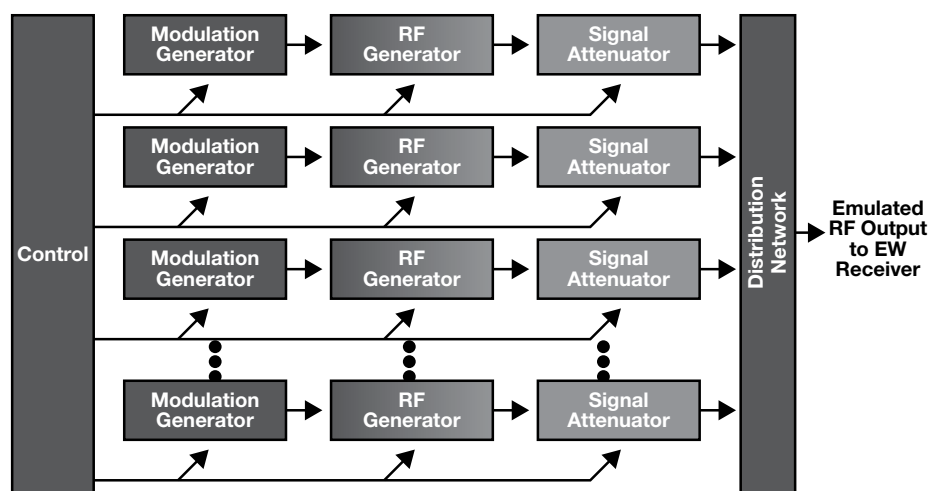 Control
Modulation
Generator
RF
Generator
Signal
Attenuator
Modulation
Generator
RF
Generator
Signal
Attenuator
Modulation
Generator
RF
Generator
Signal
Attenuator
Modulation
Generator
RF
Generator
Signal
Attenuator
Distribution
Network
Emulated
RF Output
to EW
Receiver